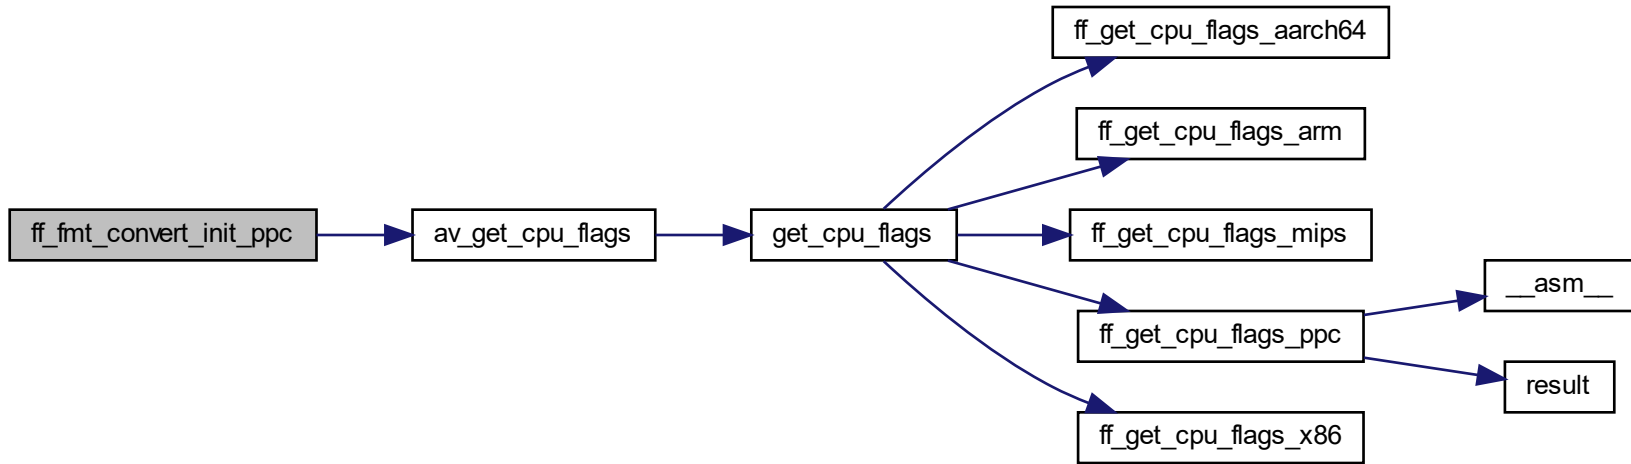 ff_fmt_convert_init_ppc
av_get_cpu_flags
get_cpu_flags
ff_get_cpu_flags_aarch64
ff_get_cpu_flags_arm
ff_get_cpu_flags_mips
ff_get_cpu_flags_ppc
ff_get_cpu_flags_x86
__asm__
result